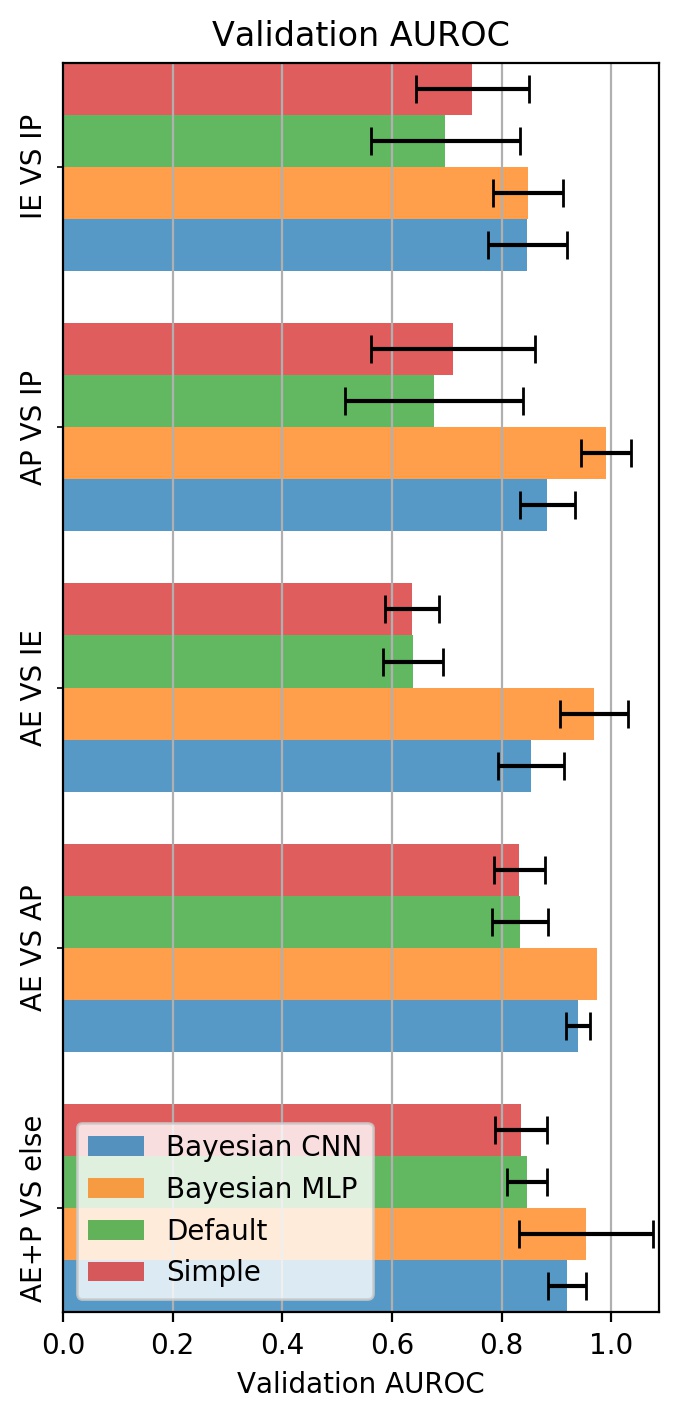 Validation AUROC
IE VS IP
AP VS IP
AE VS IE
AE VS AP
AE+P VS else
Bayesian CNN
Bayesian MLP
Default
Simple
0.0 0.2 0.4 0.6 0.8 1.0
Validation AUROC